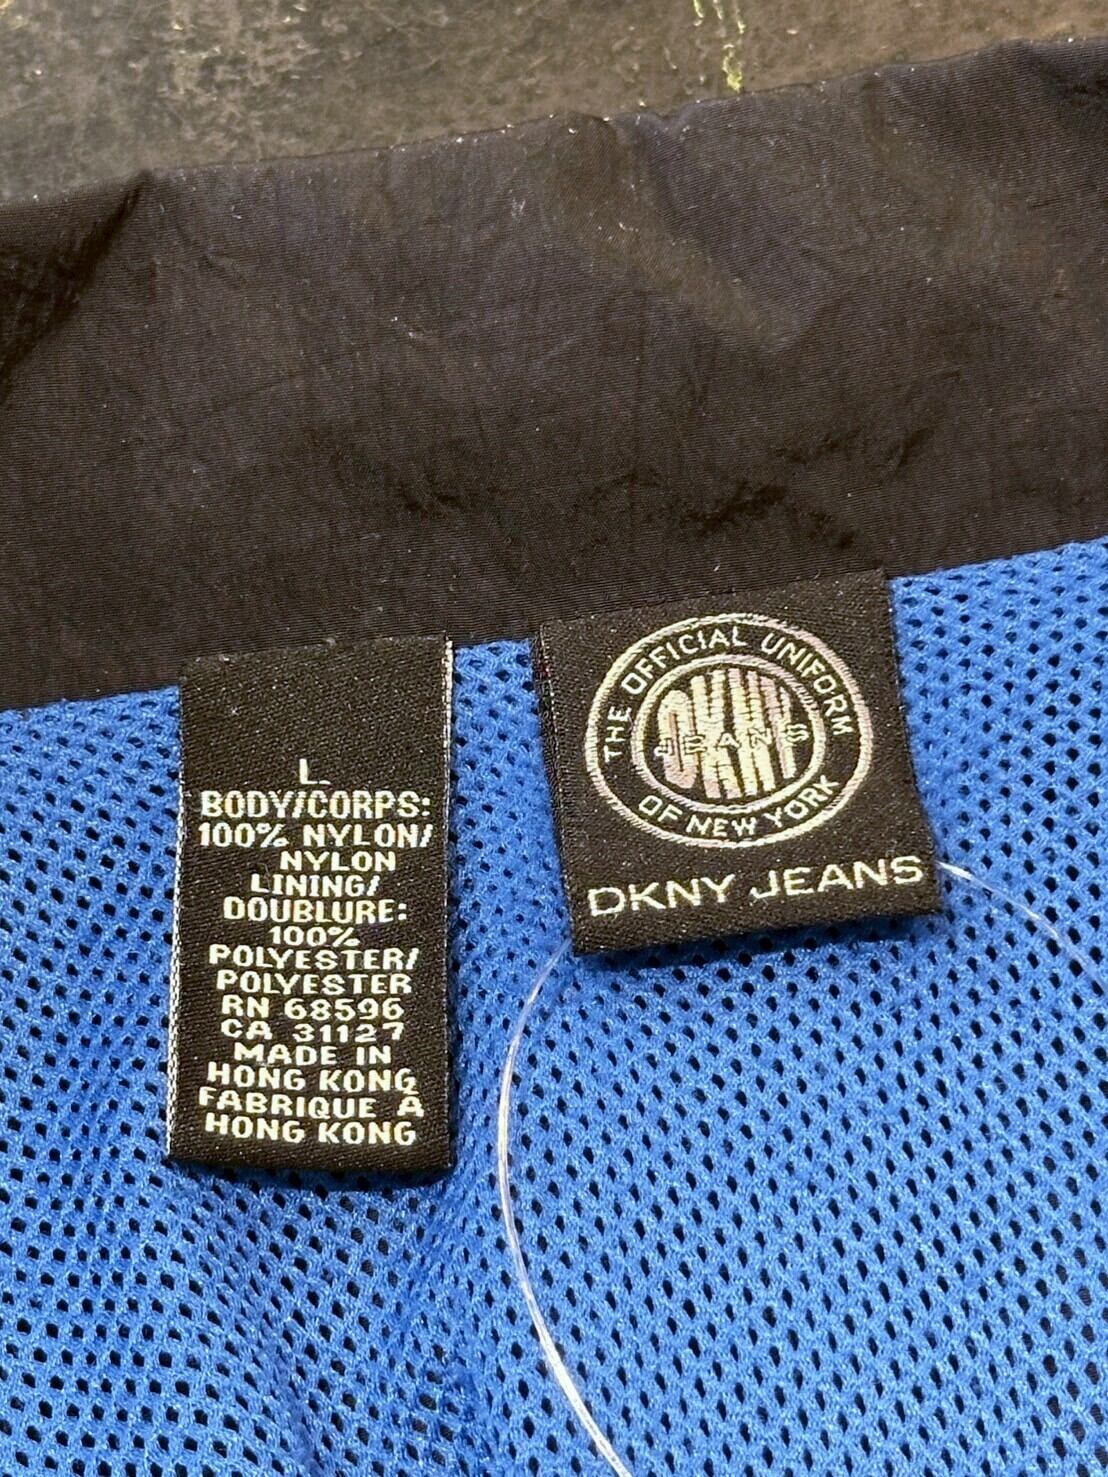 L
BODY/CORPS:
100% NYLON/
NYLON
LINING/
DOUBLURE:
100%
POLYESTER/
POLYESTER
RN 68596
CA 31127
MADE IN
HONG KONG
FABRIQUE À
HONG KONG
THE OFFICIAL UNIFORM
DKNY
JEANS
OF NEW YORK
DKNY JEANS